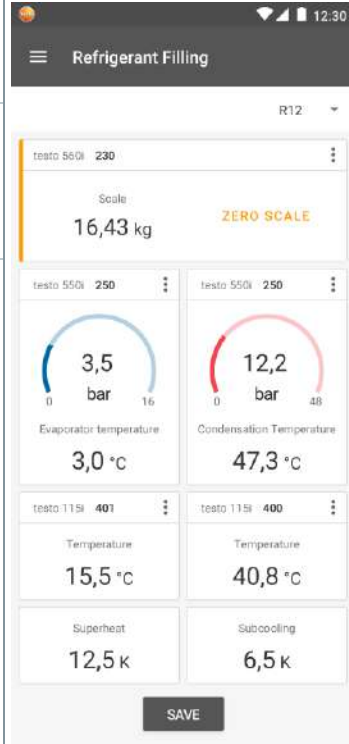 12:30
Refrigerant Filling
R12
testo 560i 230
Scale
16,43 kg
ZERO SCALE
testo 550i 250
3,5
bar
0 16
Evaporator temperature
3,0 °C
testo 550i 250
12,2
bar
0 48
Condensation Temperature
47,3 °C
testo 115i 401
Temperature
15,5 °C
testo 115i 400
Temperature
40,8 °C
Superheat
12,5 K
Subcooling
6,5 K
SAVE